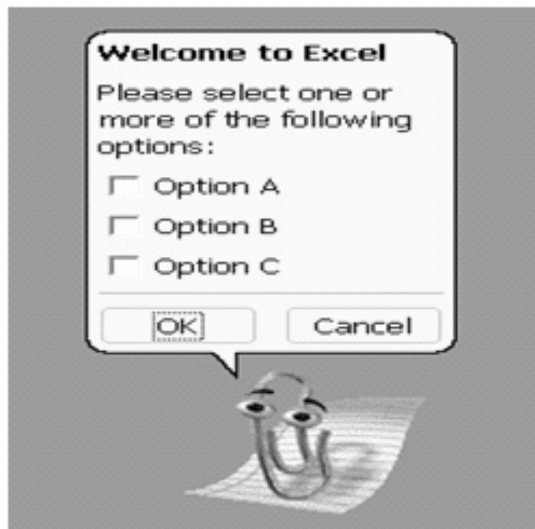 Welcome to Excel
Please select one or
more of the following
options:
Option A
Option B
Option C
OK
Cancel